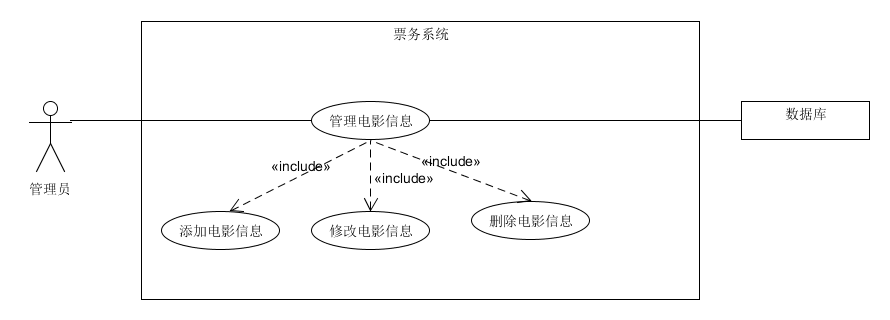 票务系统
管理员
管理电影信息
数据库
«include»
«include»
«include»
添加电影信息
修改电影信息
删除电影信息